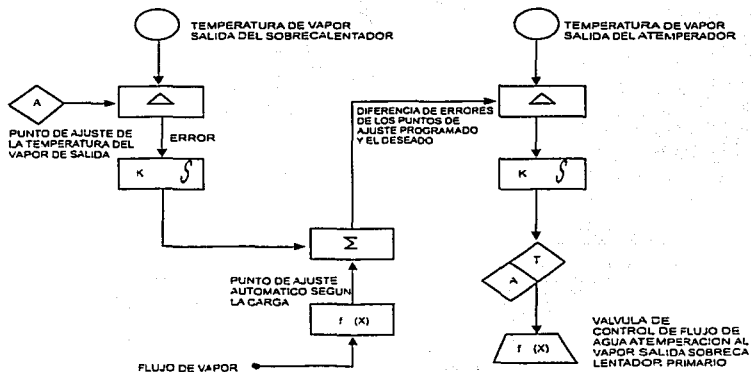 TEMPERATURA DE VAPOR
SALIDA DEL SOBRECALENTADOR
TEMPERATURA DE VAPOR
SALIDA DEL ATEMPERADOR
A
△
△
PUNTO DE AJUSTE DE
LA TEMPERATURA DEL
VAPOR DE SALIDA
ERROR
DIFERENCIA DE ERRORES
DE LOS PUNTOS DE
AJUSTE PROGRAMADO
Y EL DESEADO
K ∫
K ∫
Σ
T
A
PUNTO DE AJUSTE
AUTOMATICO SEGUN
LA CARGA
f (X)
f (X)
VALVULA DE
CONTROL DE FLUJO DE
AGUA ATEMPERACION AL
VAPOR SALIDA SOBRECA
LENTADOR PRIMARIO
FLUJO DE VAPOR